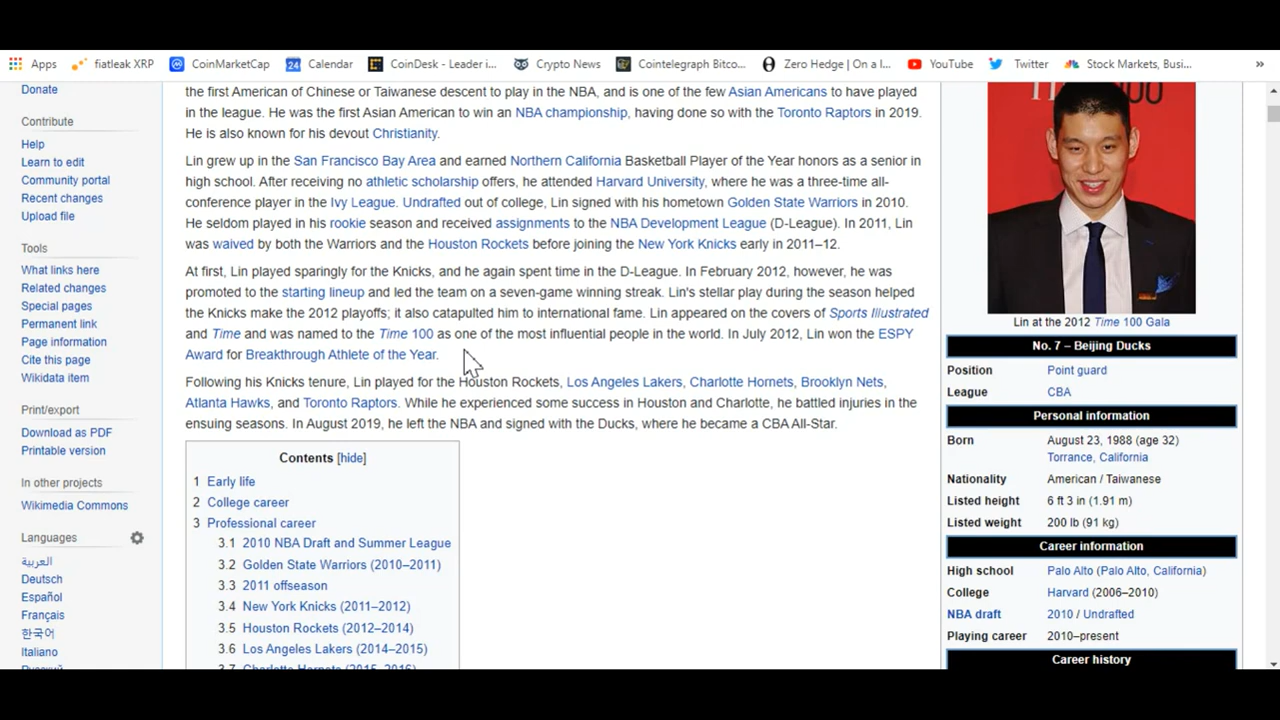 Apps
fiatleak XRP
CoinMarketCap
24
Calendar
CoinDesk - Leader i...
Crypto News
Cointelegraph Bitco...
Zero Hedge | On a l...
YouTube
Twitter
Stock Markets, Busi...
»
Donate
Contribute
Help
Learn to edit
Community portal
Recent changes
Upload file
Tools
What links here
Related changes
Special pages
Permanent link
Page information
Cite this page
Wikidata item
Print/export
Download as PDF
Printable version
In other projects
Wikimedia Commons
Languages
العربية
Deutsch
Español
Français
한국어
Italiano
the first American of Chinese or Taiwanese descent to play in the NBA, and is one of the few Asian Americans to have played
in the league. He was the first Asian American to win an NBA championship, having done so with the Toronto Raptors in 2019.
He is also known for his devout Christianity.
Lin grew up in the San Francisco Bay Area and earned Northern California Basketball Player of the Year honors as a senior in
high school. After receiving no athletic scholarship offers, he attended Harvard University, where he was a three-time all-
conference player in the Ivy League. Undrafted out of college, Lin signed with his hometown Golden State Warriors in 2010.
He seldom played in his rookie season and received assignments to the NBA Development League (D-League). In 2011, Lin
was waived by both the Warriors and the Houston Rockets before joining the New York Knicks early in 2011–12.
At first, Lin played sparingly for the Knicks, and he again spent time in the D-League. In February 2012, however, he was
promoted to the starting lineup and led the team on a seven-game winning streak. Lin's stellar play during the season helped
the Knicks make the 2012 playoffs; it also catapulted him to international fame. Lin appeared on the covers of Sports Illustrated
and Time and was named to the Time 100 as one of the most influential people in the world. In July 2012, Lin won the ESPY
Award for Breakthrough Athlete of the Year.
Following his Knicks tenure, Lin played for the Houston Rockets, Los Angeles Lakers, Charlotte Hornets, Brooklyn Nets,
Atlanta Hawks, and Toronto Raptors. While he experienced some success in Houston and Charlotte, he battled injuries in the
ensuing seasons. In August 2019, he left the NBA and signed with the Ducks, where he became a CBA All-Star.
Contents [hide]
1 Early life
2 College career
3 Professional career
3.1 2010 NBA Draft and Summer League
3.2 Golden State Warriors (2010–2011)
3.3 2011 offseason
3.4 New York Knicks (2011–2012)
3.5 Houston Rockets (2012–2014)
3.6 Los Angeles Lakers (2014–2015)
3.7 Charlotte Hornets (2015–2016)
Lin at the 2012 Time 100 Gala
No. 7 – Beijing Ducks
Position Point guard
League CBA
Personal information
Born August 23, 1988 (age 32)
Torrance, California
Nationality American / Taiwanese
Listed height 6 ft 3 in (1.91 m)
Listed weight 200 lb (91 kg)
Career information
High school Palo Alto (Palo Alto, California)
College Harvard (2006–2010)
NBA draft 2010 / Undrafted
Playing career 2010–present
Career history